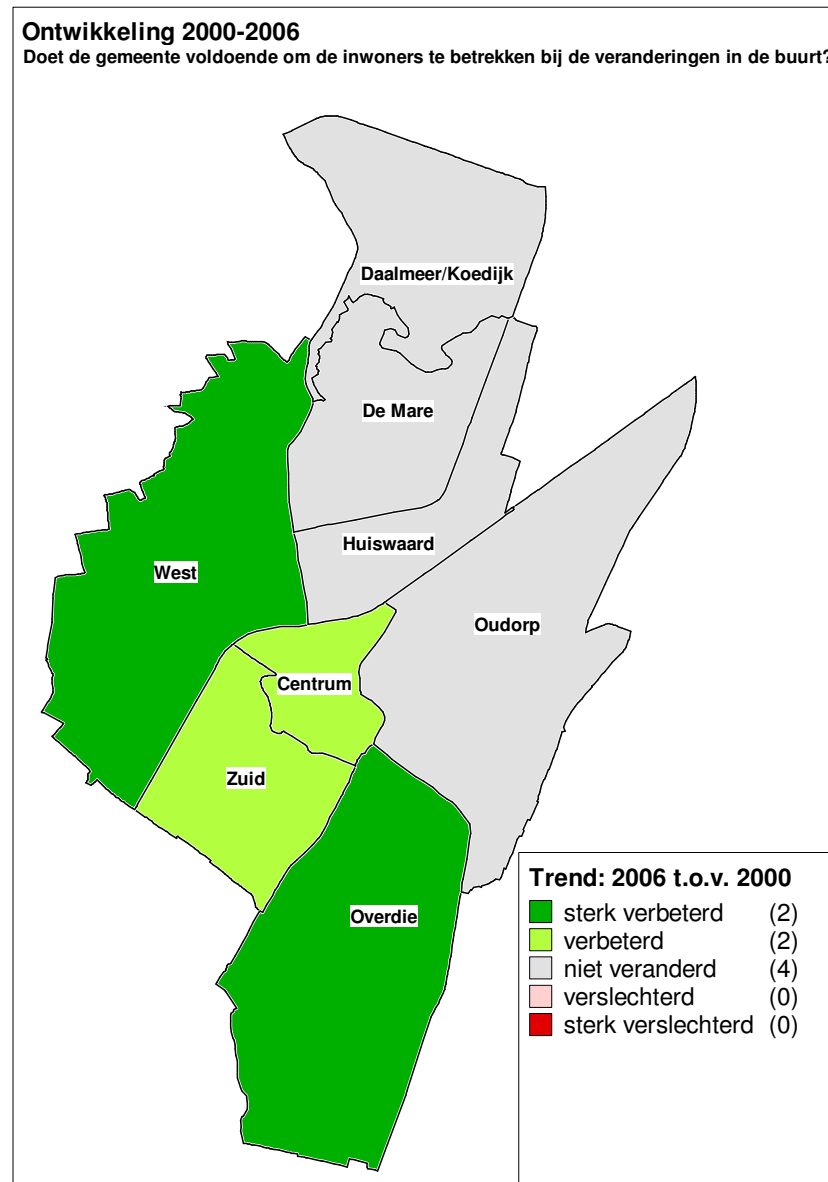 Ontwikkeling 2000-2006
Doet de gemeente voldoende om de inwoners te betrekken bij de veranderingen in de buurt?
Daalmeer/Koedijk
De Mare
Huiswaard
West
Oudorp
Centrum
Zuid
Overdie
Trend: 2006 t.o.v. 2000
sterk verbeterd (2)
verbeterd (2)
niet veranderd (4)
verslechterd (0)
sterk verslechterd (0)